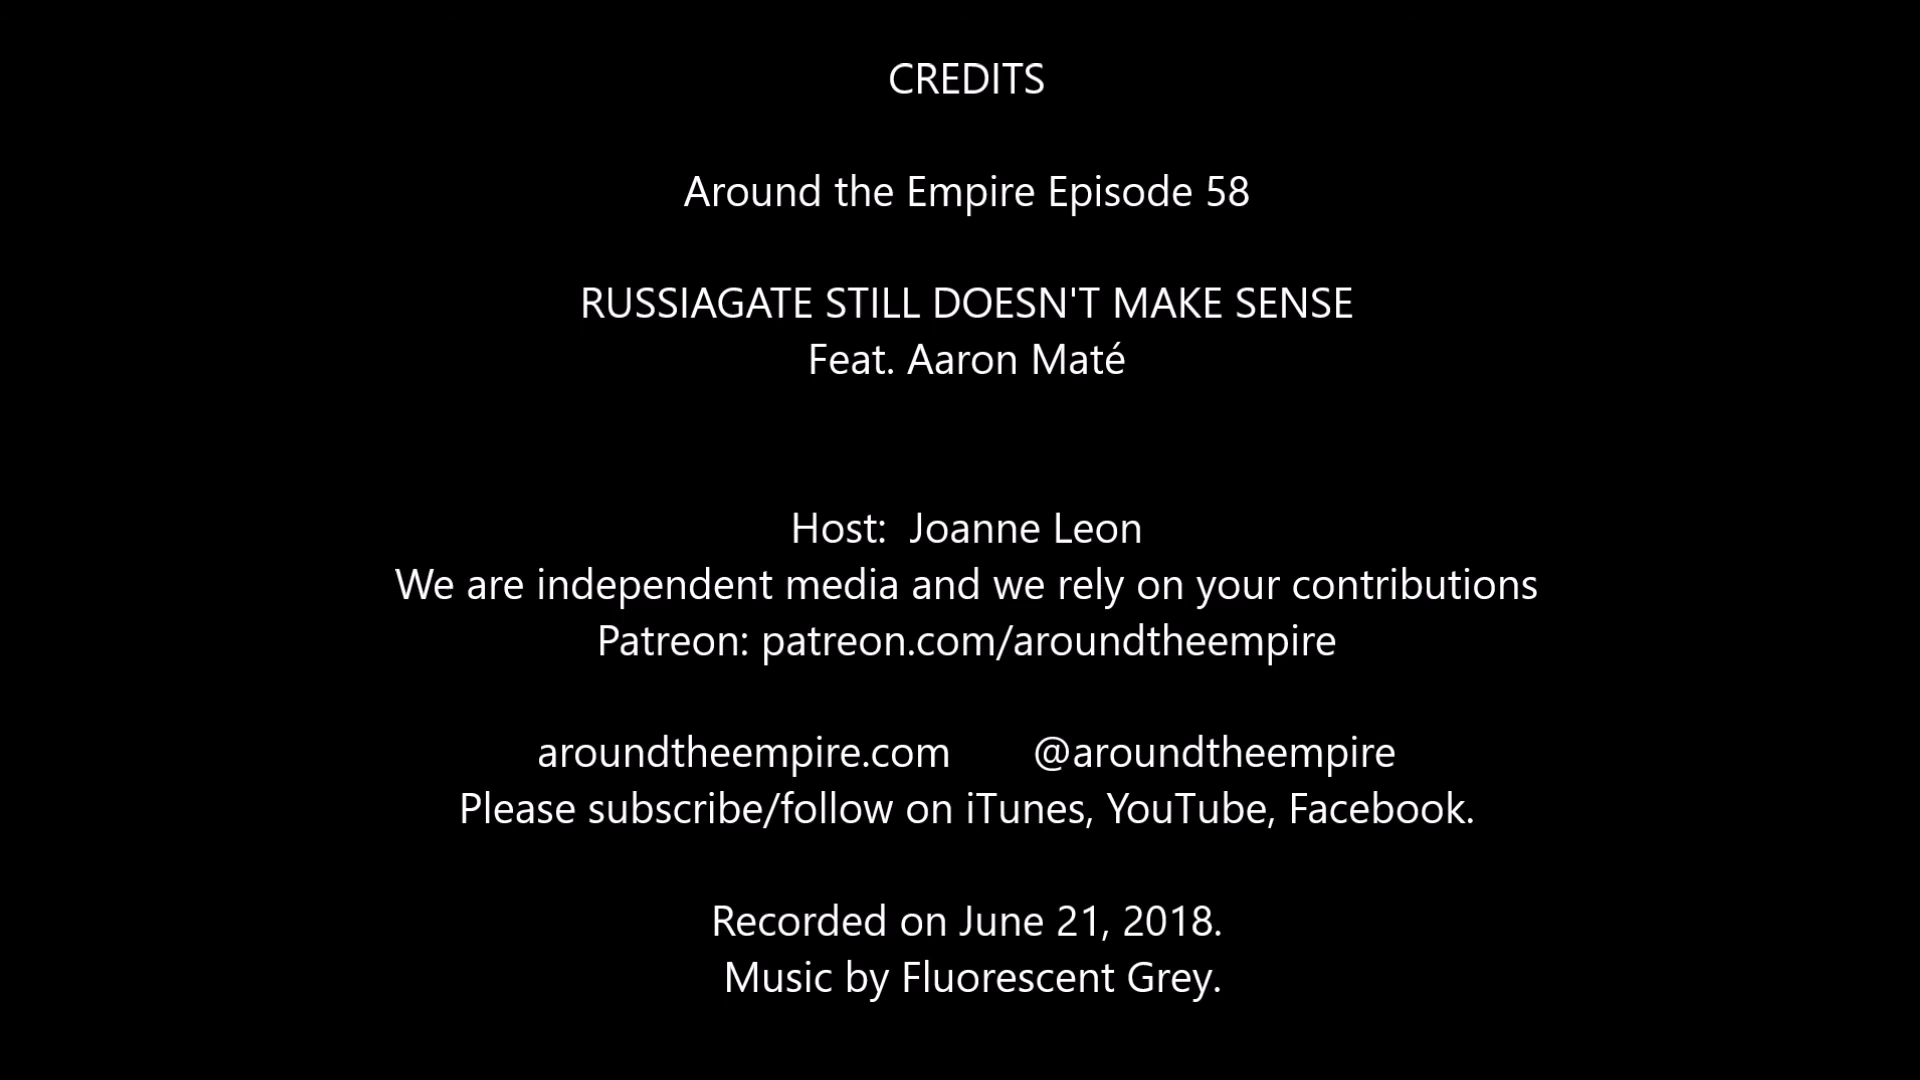 CREDITS
Around the Empire Episode 58
RUSSIAGATE STILL DOESN'T MAKE SENSE
Feat. Aaron Maté
Host:  Joanne Leon
We are independent media and we rely on your contributions
Patreon: patreon.com/aroundtheempire
aroundtheempire.com @aroundtheempire
Please subscribe/follow on iTunes, YouTube, Facebook.
Recorded on June 21, 2018.
Music by Fluorescent Grey.